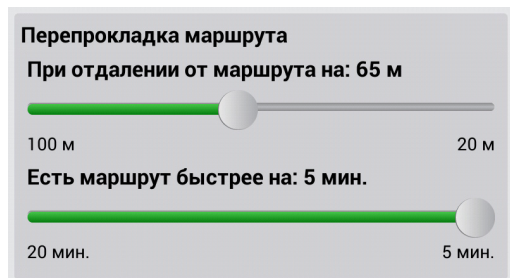 Перепрокладка маршрута
При отдалении от маршрута на: 65 м
100 м 20 м
Есть маршрут быстрее на: 5 мин.
20 мин. 5 мин.